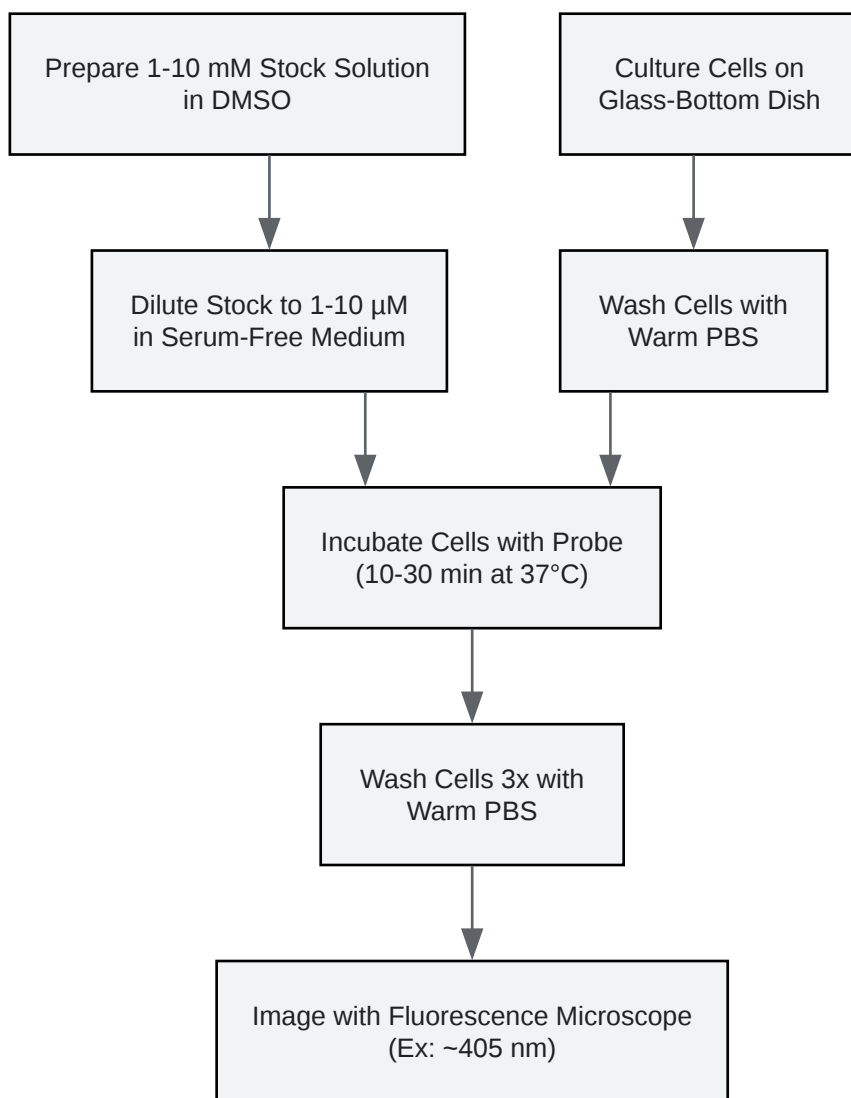 Prepare 1-10 mM Stock Solution
in DMSO
Culture Cells on
Glass-Bottom Dish
Dilute Stock to 1-10 µM
in Serum-Free Medium
Wash Cells with
Warm PBS
Incubate Cells with Probe
(10-30 min at 37°C)
Wash Cells 3x with
Warm PBS
Image with Fluorescence Microscope
(Ex: ~405 nm)